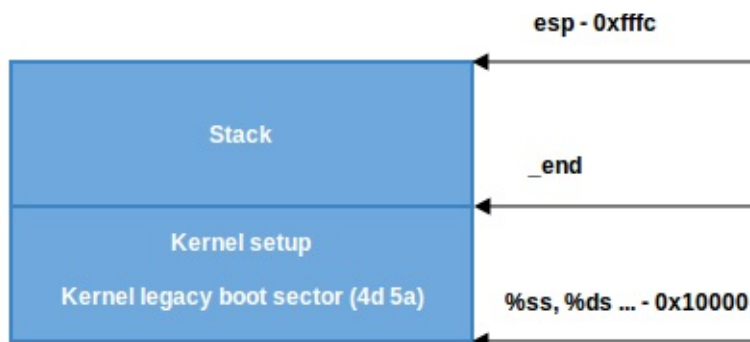 esp - 0xfffc
Stack
_end
Kernel setup
Kernel legacy boot sector (4d 5a)
%ss, %ds ... - 0x10000